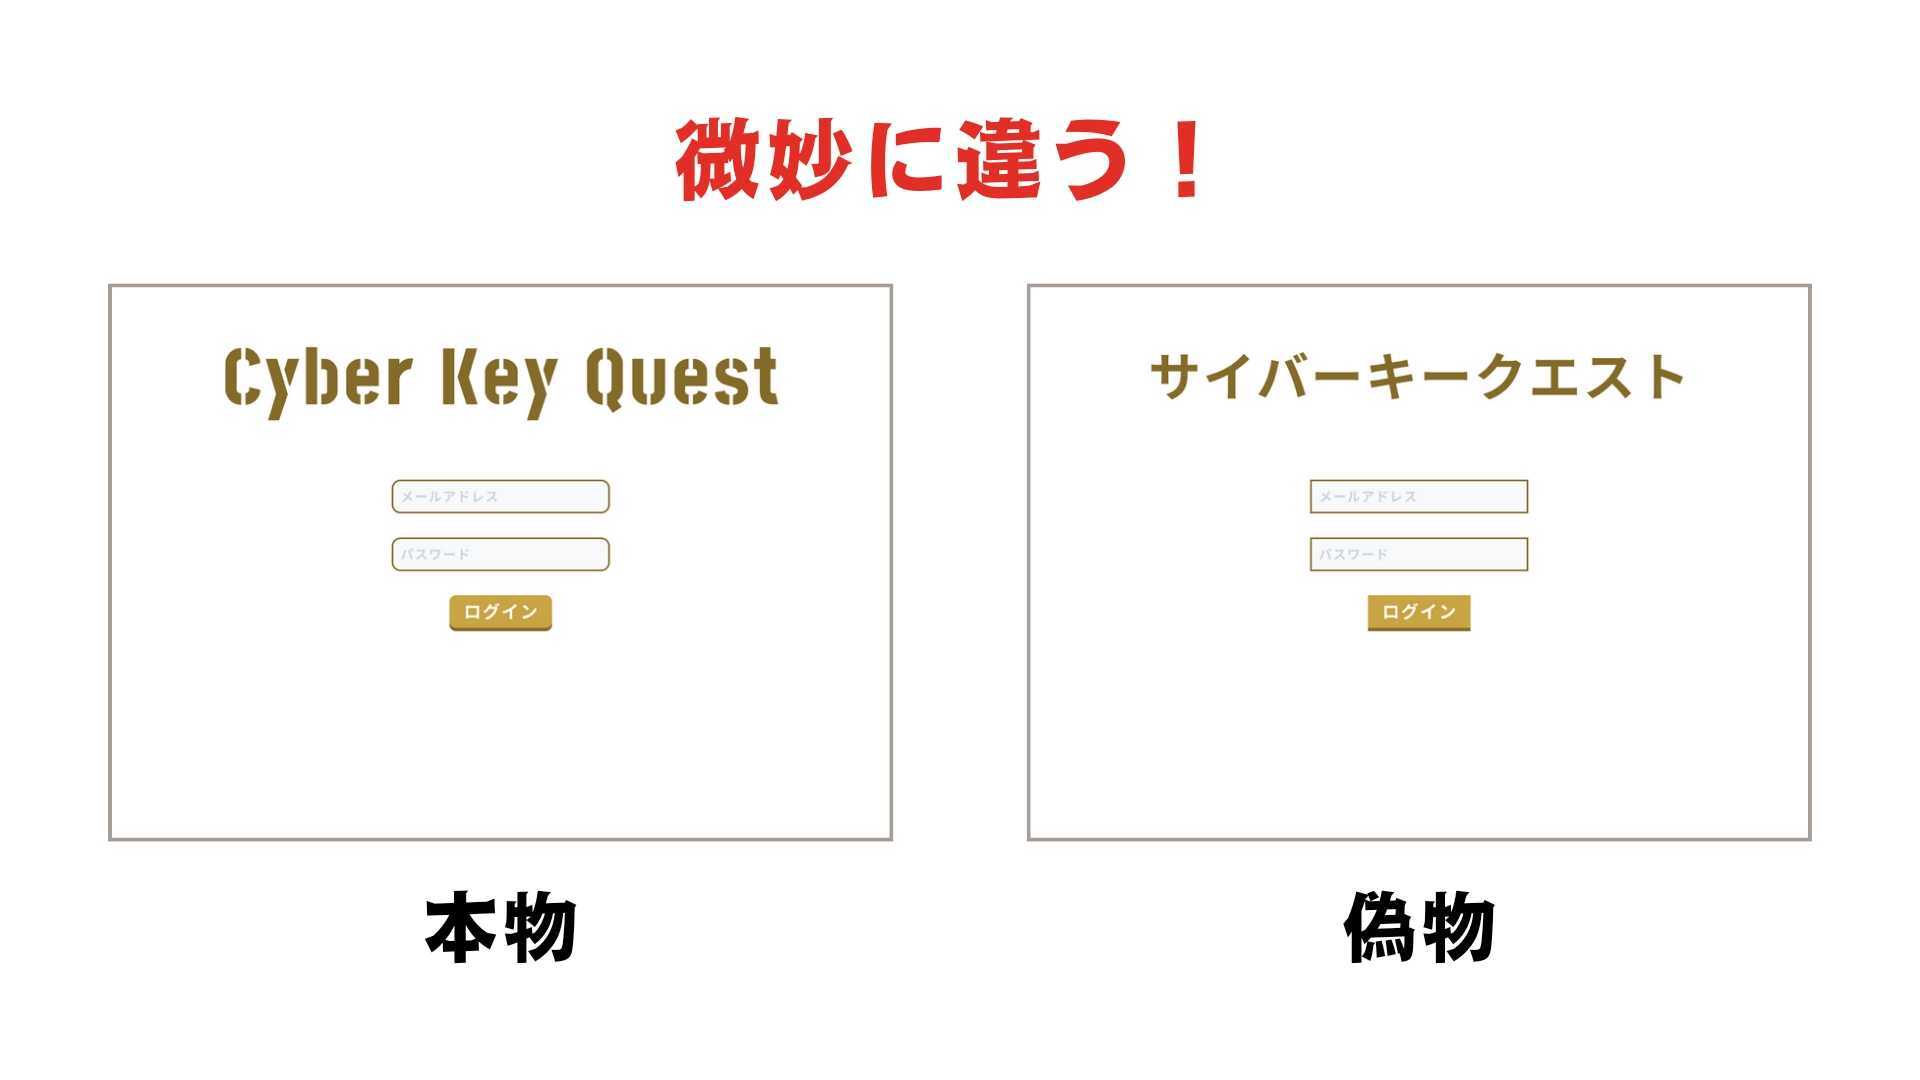 微妙に違う！
Cyber Key Quest
メールアドレス
パスワード
ログイン
本物
サイバーキークエスト
メールアドレス
パスワード
ログイン
偽物